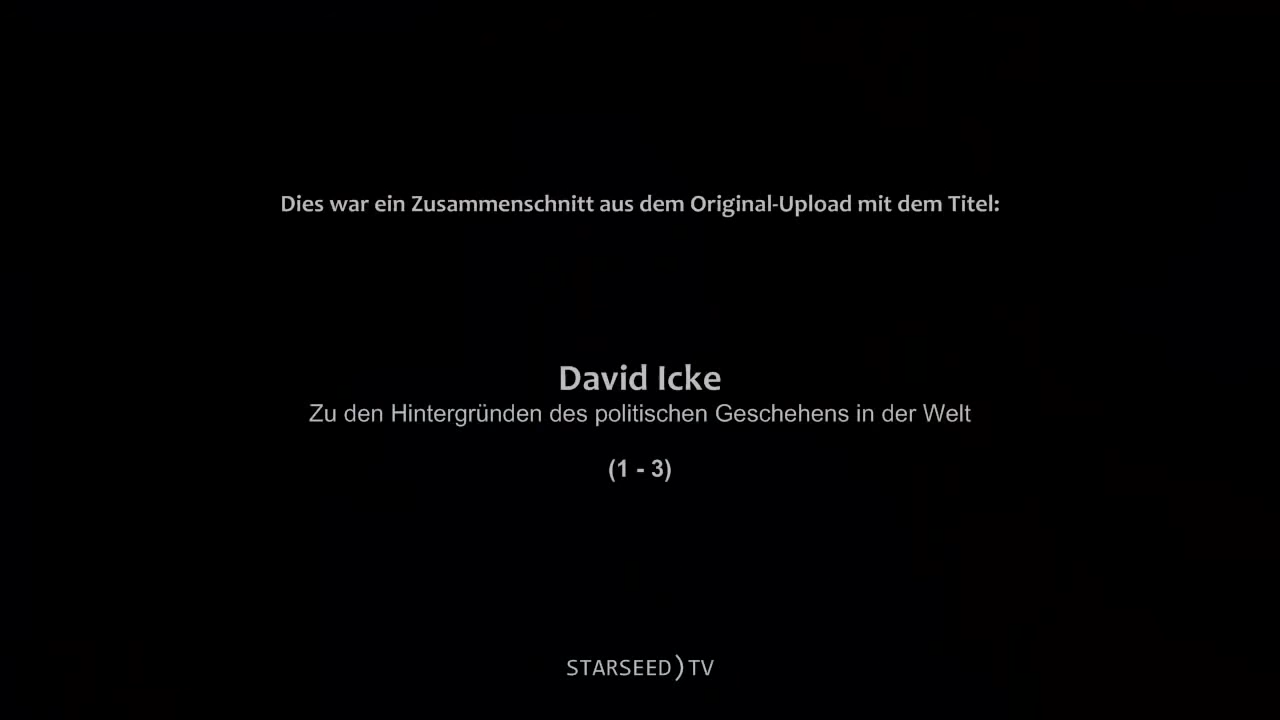 Dies war ein Zusammenschnitt aus dem Original-Upload mit dem Titel:
David Icke
Zu den Hintergründen des politischen Geschehens in der Welt
(1 - 3)
STARSEED)TV